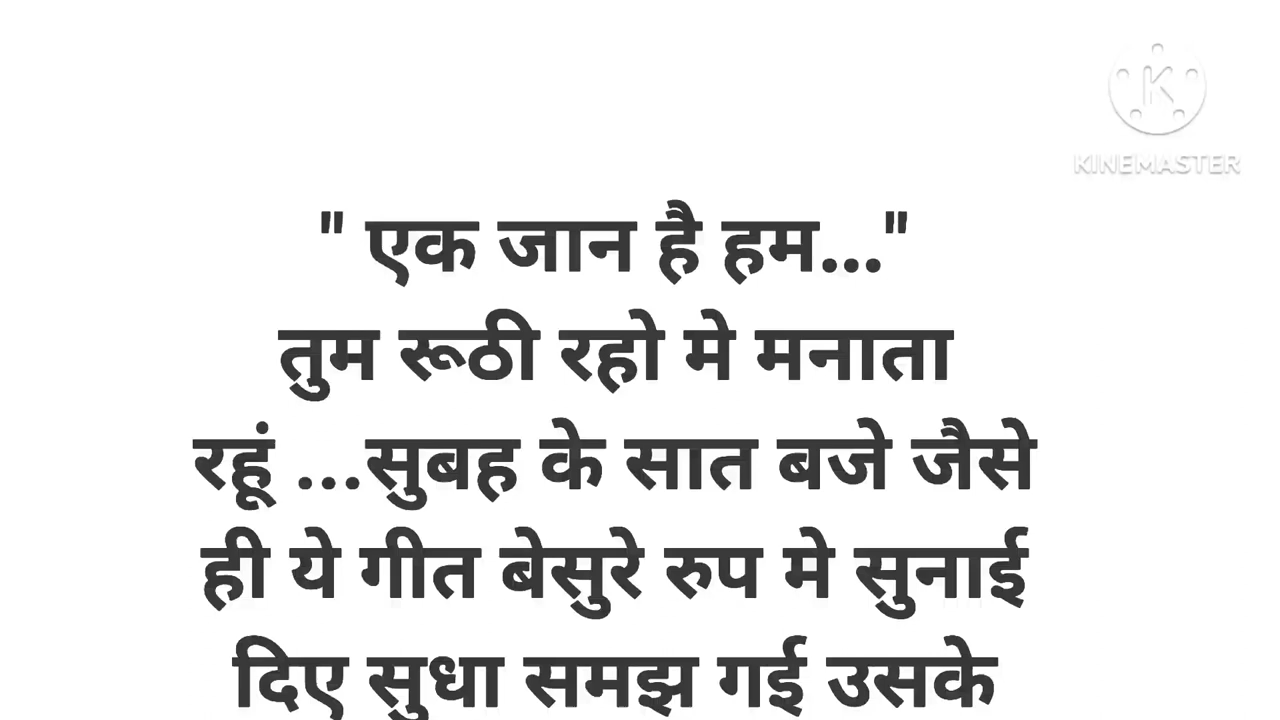 KINEMASTER
" एक जान है हम..."
तुम रूठी रहो मे मनाता
रहूं ...सुबह के सात बजे जैसे
ही ये गीत बेसुरे रुप मे सुनाई
दिए सुधा समझ गई उसके